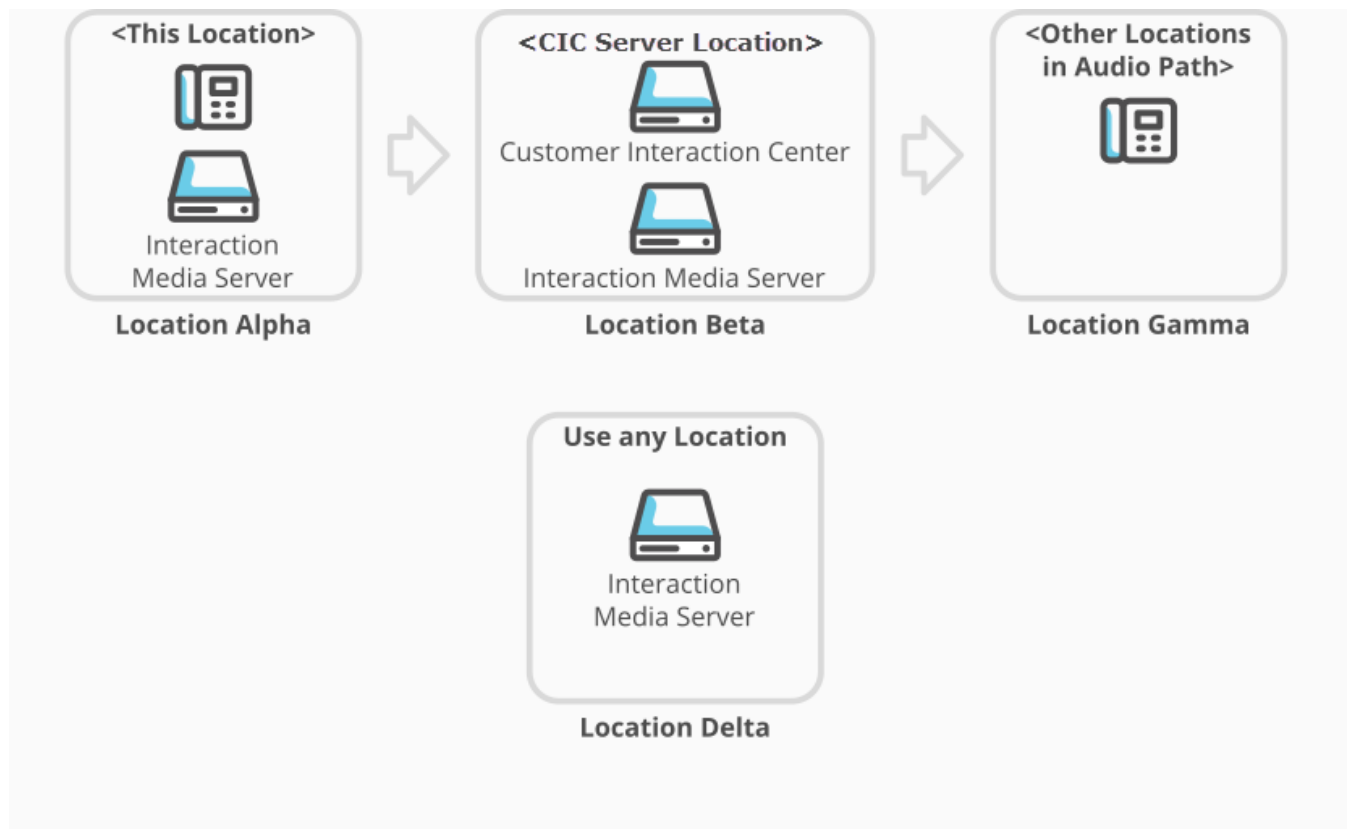 <This Location>
Interaction
Media Server
Location Alpha
<CIC Server Location>
Customer Interaction Center
Interaction Media Server
Location Beta
<Other Locations
in Audio Path>
Location Gamma
Use any Location
Interaction
Media Server
Location Delta